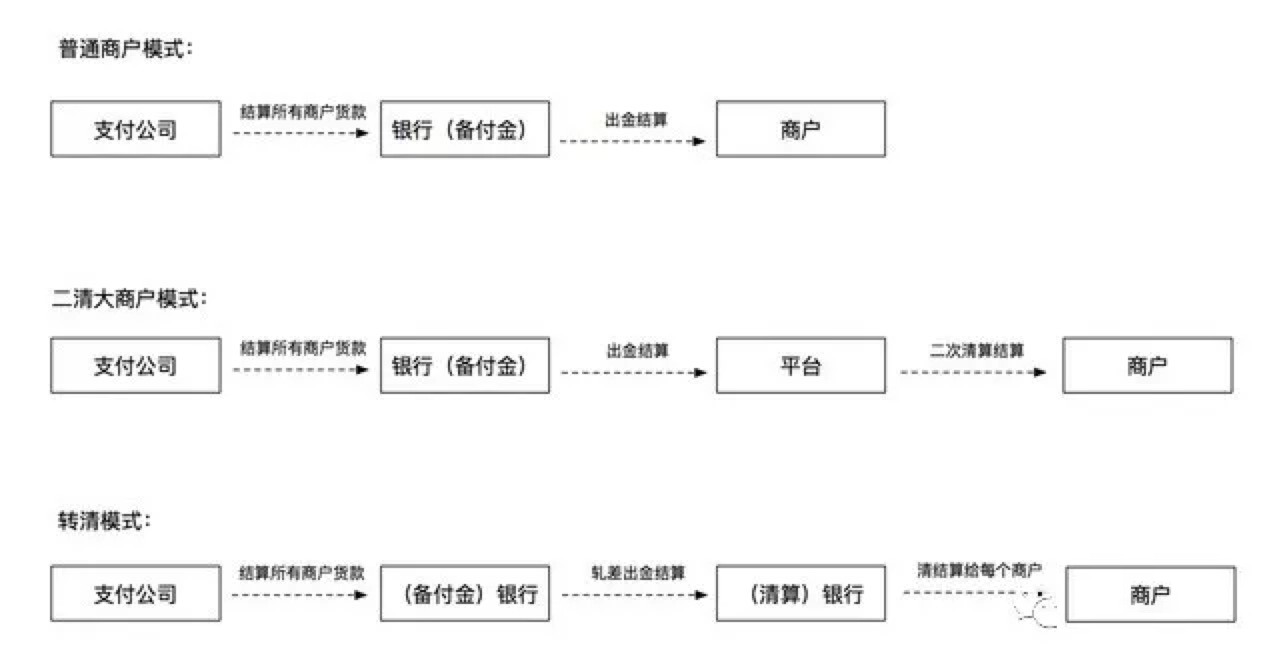 普通商户模式：
支付公司
结算所有商户货款
银行（备付金）
出金结算
商户
二清大商户模式：
支付公司
结算所有商户货款
银行（备付金）
出金结算
平台
二次清算结算
商户
转清模式：
支付公司
结算所有商户货款
（备付金）银行
轧差出金结算
（清算）银行
清结算给每个商户
商户